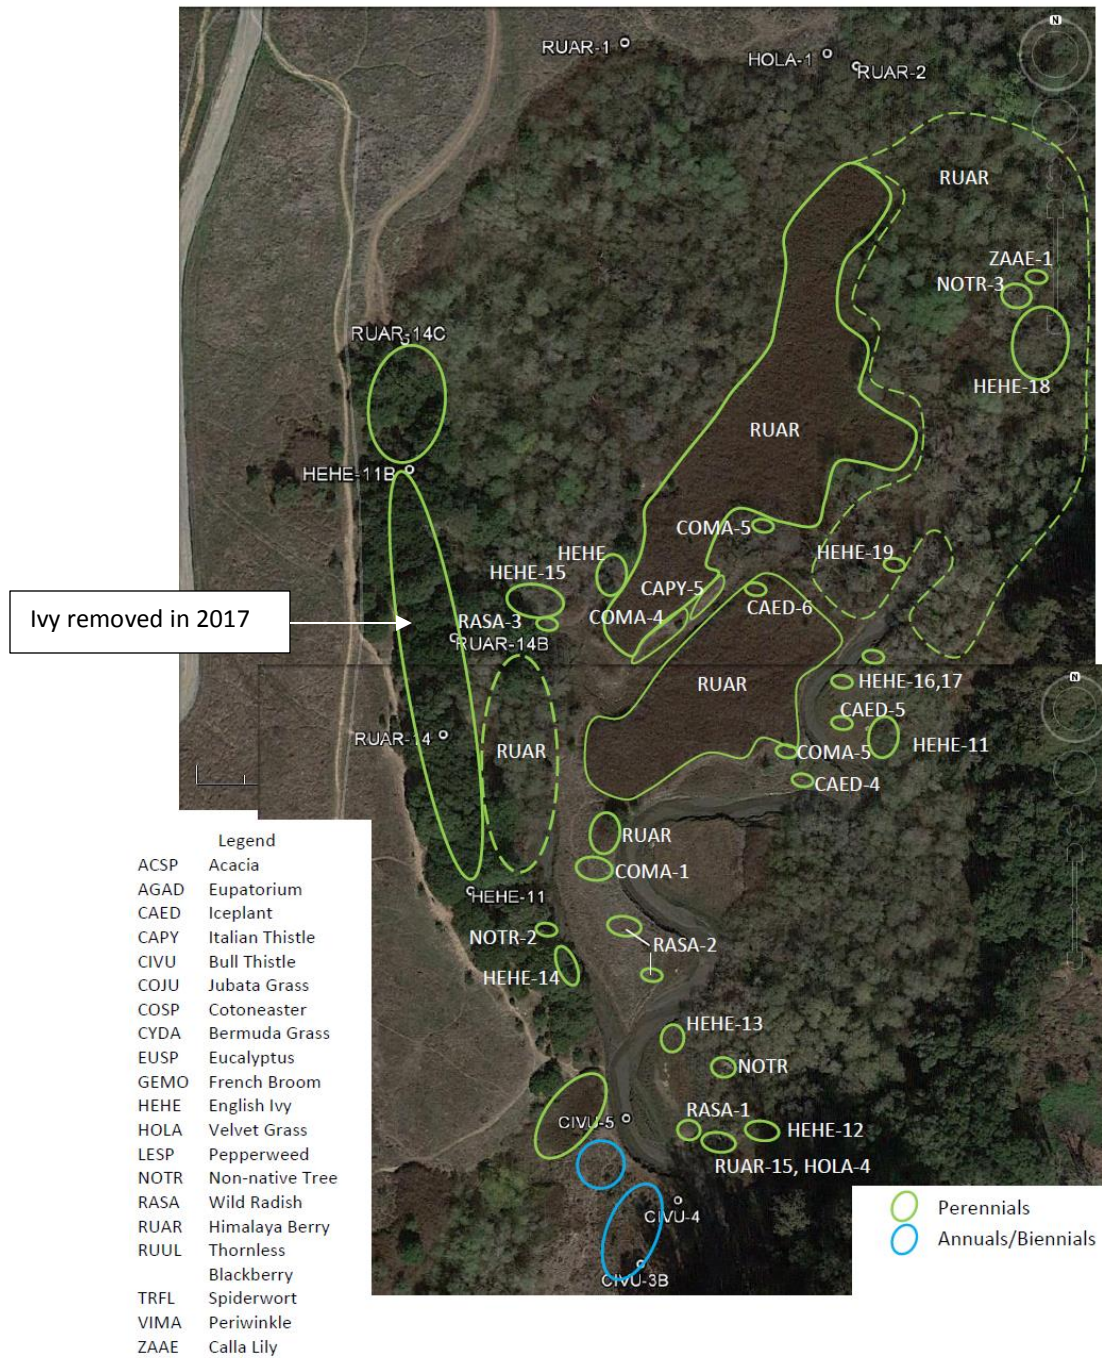 N
RUAR-1
HOLA-1
RUAR-2
RUAR
ZAAE-1
NOTR-3
HEHE-18
RUAR-14C
RUAR
HEHE-11B
COMA-5
HEHE
HEHE-19
HEHE-15
CAPY-5
CAED-6
Ivy removed in 2017
RASA-3
COMA-4
RUAR-14B
N
RUAR
HEHE-16,17
CAED-5
RUAR-14
RUAR
HEHE-11
COMA-5
CAED-4
RUAR
COMA-1
HEHE-11
NOTR-2
RASA-2
HEHE-14
HEHE-13
NOTR
RASA-1
CIVU-5
HEHE-12
RUAR-15, HOLA-4
CIVU-4
CIVU-3B
Legend
ACSP Acacia
AGAD Eupatorium
CAED Iceplant
CAPY Italian Thistle
CIVU Bull Thistle
COJU Jubata Grass
COSP Cotoneaster
CYDA Bermuda Grass
EUSP Eucalyptus
GEMO French Broom
HEHE English Ivy
HOLA Velvet Grass
LESP Pepperweed
NOTR Non-native Tree
RASA Wild Radish
RUAR Himalaya Berry
RUUL Thornless
Blackberry
TRFL Spiderwort
VIMA Periwinkle
ZAAE Calla Lily
Perennials
Annuals/Biennials